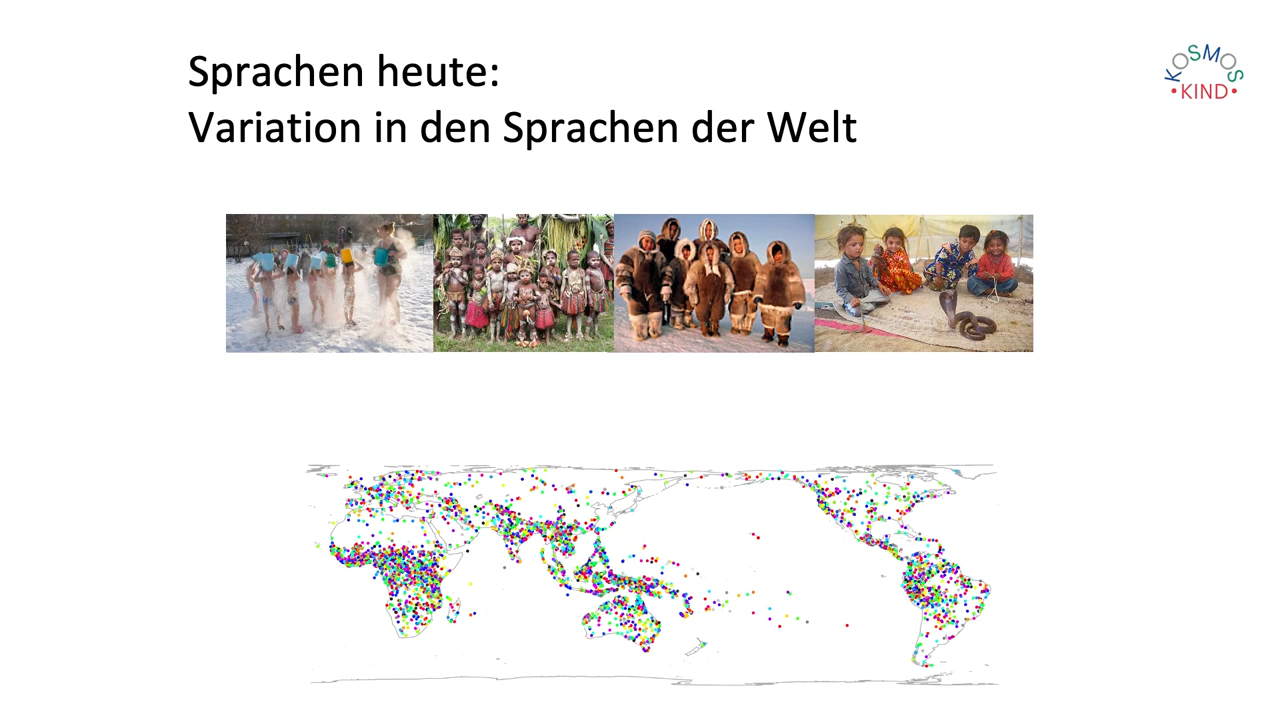 Sprachen heute:
Variation in den Sprachen der Welt
KOSMOS
•KIND•